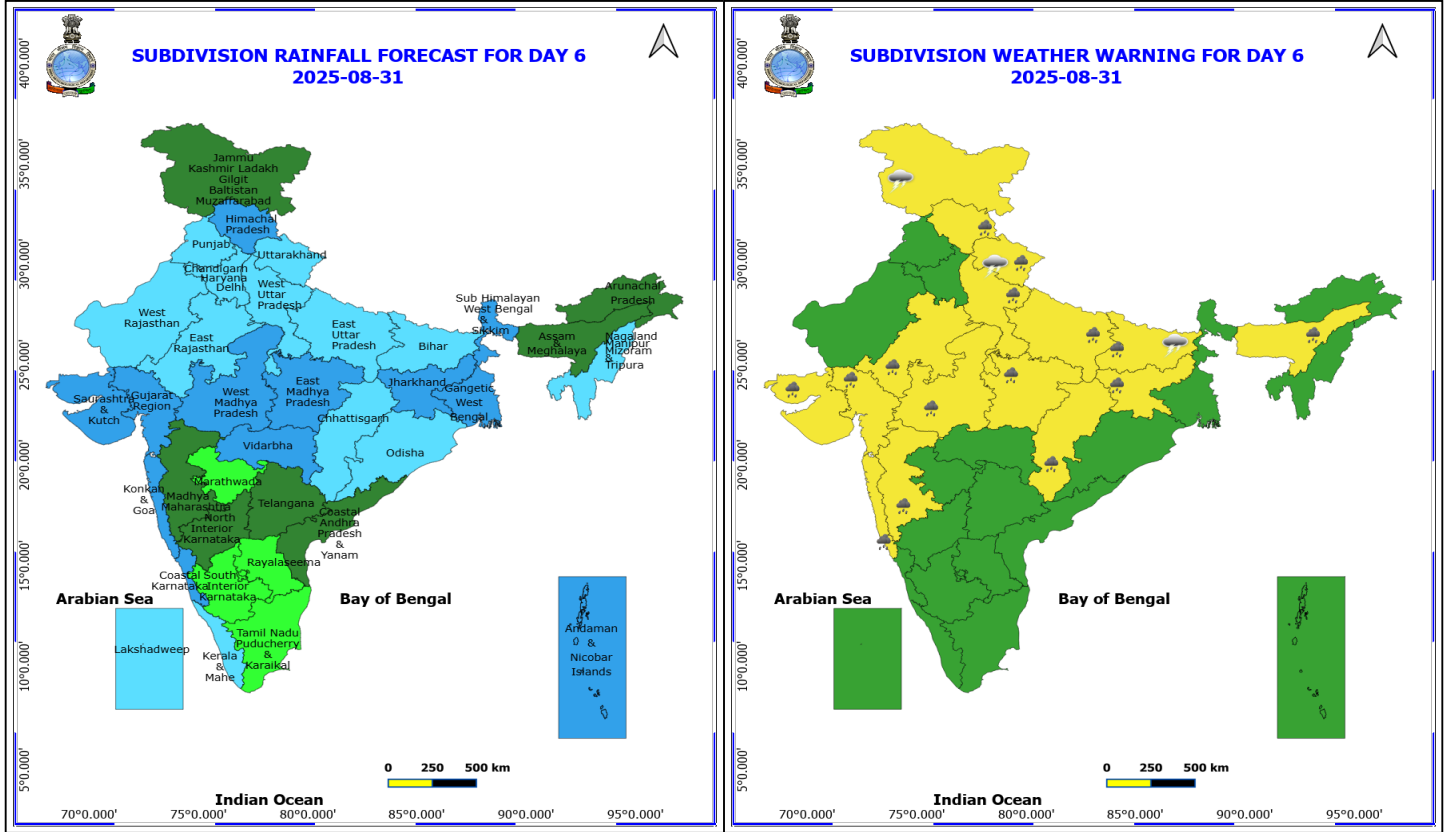 SUBDIVISION RAINFALL FORECAST FOR DAY 6
2025-08-31
40°0.000'
35°0.000'
30°0.000'
25°0.000'
20°0.000'
15°0.000'
10°0.000'
5°0.000'
Jammu
Kashmir Ladakh
Gilgit
Baltistan
Muzaffarabad
Himachal
Pradesh
Punjab
Uttarakhand
Chandigarh
Haryana
Delhi
West
Uttar
Pradesh
West
Rajasthan
East
Rajasthan
East
Uttar
Pradesh
Bihar
Sub Himalayan
West Bengal
&
Sikkim
Arunachal
Pradesh
Assam
&
Meghalaya
Nagaland
Manipur
Mizoram
&
Tripura
Saurashtra
&
Kutch
Gujarat
Region
West
Madhya
Pradesh
East
Madhya
Pradesh
Jharkhand
Gangetic
West
Bengal
Chhattisgarh
Vidarbha
Odisha
Konkan
&
Goa
Madhya
Maharashtra
Marathwada
Telangana
North
Interior
Karnataka
Coastal
Andhra
Pradesh
&
Yanam
Rayalaseema
Coastal
Karnataka
South
Interior
Karnataka
Arabian Sea
Bay of Bengal
Lakshadweep
Kerala
&
Mahe
Tamil Nadu
Puducherry
&
Karaikal
Andaman
&
Nicobar
Islands
0 250 500 km
Indian Ocean
70°0.000' 75°0.000' 80°0.000' 85°0.000' 90°0.000' 95°0.000'
SUBDIVISION WEATHER WARNING FOR DAY 6
2025-08-31
40°0.000'
35°0.000'
30°0.000'
25°0.000'
20°0.000'
15°0.000'
10°0.000'
5°0.000'
Arabian Sea
Bay of Bengal
0 250 500 km
Indian Ocean
70°0.000' 75°0.000' 80°0.000' 85°0.000' 90°0.000' 95°0.000'